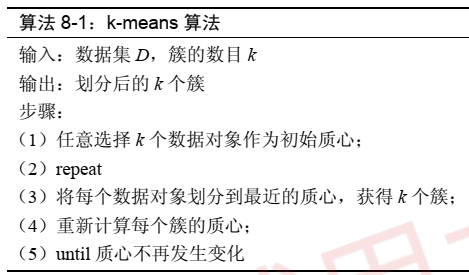 算法 8-1：k-means 算法
输入：数据集 D，簇的数目 k
输出：划分后的 k 个簇
步骤：
（1）任意选择 k 个数据对象作为初始质心；
（2）repeat
（3）将每个数据对象划分到最近的质心，获得 k 个簇；
（4）重新计算每个簇的质心；
（5）until 质心不再发生变化